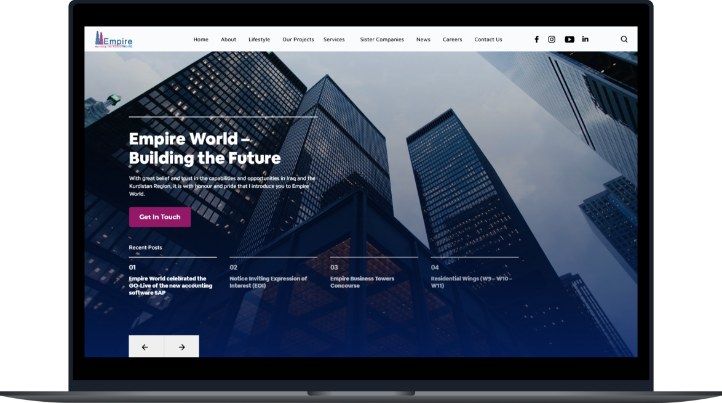 Empire
Home About Lifestyle Our Projects Services Sister Companies News Careers Contact Us
Empire World –
Building the Future
With great belief and trust in the capabilities and opportunities in Iraq and the
Kurdistan Region, it is with honour and pride that I introduce you to Empire
World.
Get In Touch
Recent Posts
01
Empire World celebrated the
GO-Live of the new accounting
software SAP
02
Notice Inviting Expression of
Interest (EOI)
03
Empire Business Towers
Concourse
04
Residential Wings (W9 – W10 –
W11)